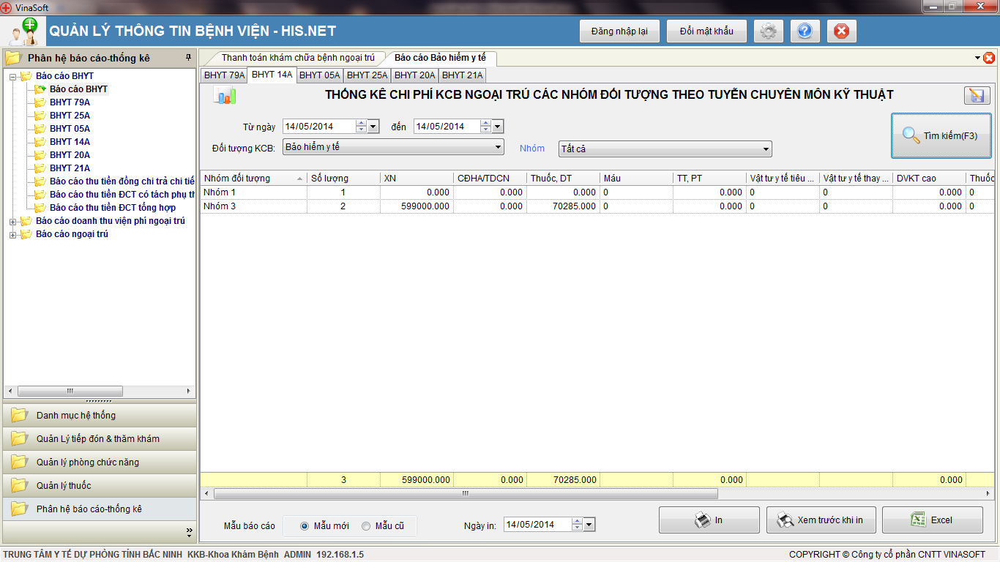 VinaSoft
QUẢN LÝ THÔNG TIN BỆNH VIỆN - HIS.NET
Đăng nhập lại
Đổi mật khẩu
Phân hệ báo cáo-thống kê
Báo cáo BHYT
Báo cáo BHYT
BHYT 79A
BHYT 25A
BHYT 05A
BHYT 14A
BHYT 20A
BHYT 21A
Báo cáo thu tiền đồng chi trả chi tiế
Báo cáo thu tiền ĐCT có tách phụ th
Báo cáo thu tiền ĐCT tổng hợp
Báo cáo doanh thu viện phí ngoại trú
Báo cáo ngoại trú
Danh mục hệ thống
Quản Lý tiếp đón & thăm khám
Quản lý phòng chức năng
Quản lý thuốc
Phân hệ báo cáo-thống kê
Thanh toán khám chữa bệnh ngoại trú Báo cáo Bảo hiểm y tế
BHYT 79A BHYT 14A BHYT 05A BHYT 25A BHYT 20A BHYT 21A
THỐNG KÊ CHI PHÍ KCB NGOẠI TRÚ CÁC NHÓM ĐỐI TƯỢNG THEO TUYẾN CHUYÊN MÔN KỸ THUẬT
Từ ngày 14/05/2014 đến 14/05/2014
Đối tượng KCB: Bảo hiểm y tế Nhóm Tất cả
Tìm kiếm(F3)
Nhóm đối tượng Số lượng XN CĐHA/TDCN Thuốc, DT Máu TT, PT Vật tư y tế tiêu ... Vật tư y tế thay ... DVKT cao Thuốc
Nhóm 1 1 0.000 0.000 0.000 0 0.000 0 0 0.000 0
Nhóm 3 2 599000.000 0.000 70285.000 0 0.000 0 0 0.000 0
3 599000.000 0.000 70285.000 0.000 0.000
Mẫu báo cáo Mẫu mới Mẫu cũ Ngày in: 14/05/2014 In Xem trước khi in Excel
TRUNG TÂM Y TẾ DỰ PHÒNG TỈNH BẮC NINH KKB-Khoa Khám Bệnh ADMIN 192.168.1.5 COPYRIGHT © Công ty cổ phần CNTT VINASOFT